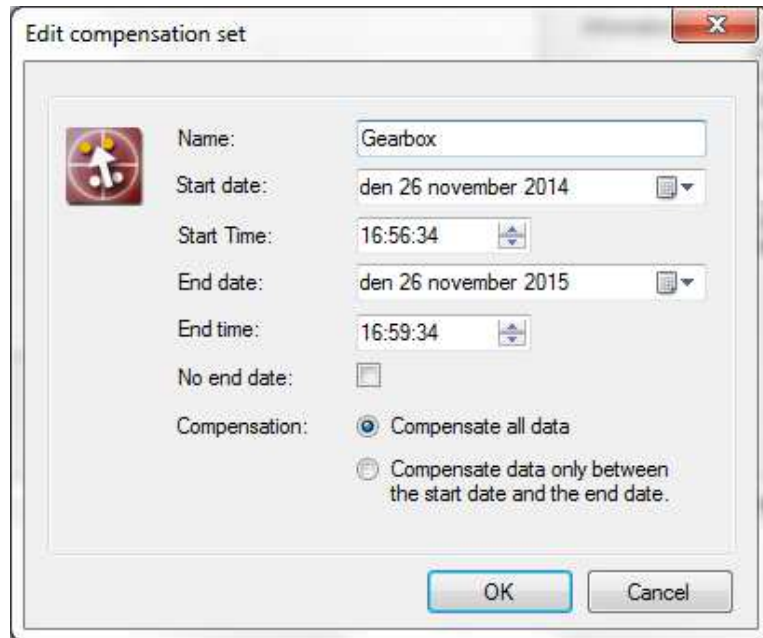 Edit compensation set
Name: Gearbox
Start date: den 26 november 2014
Start Time: 16:56:34
End date: den 26 november 2015
End time: 16:59:34
No end date:
Compensation: Compensate all data
Compensate data only between
the start date and the end date.
OK Cancel